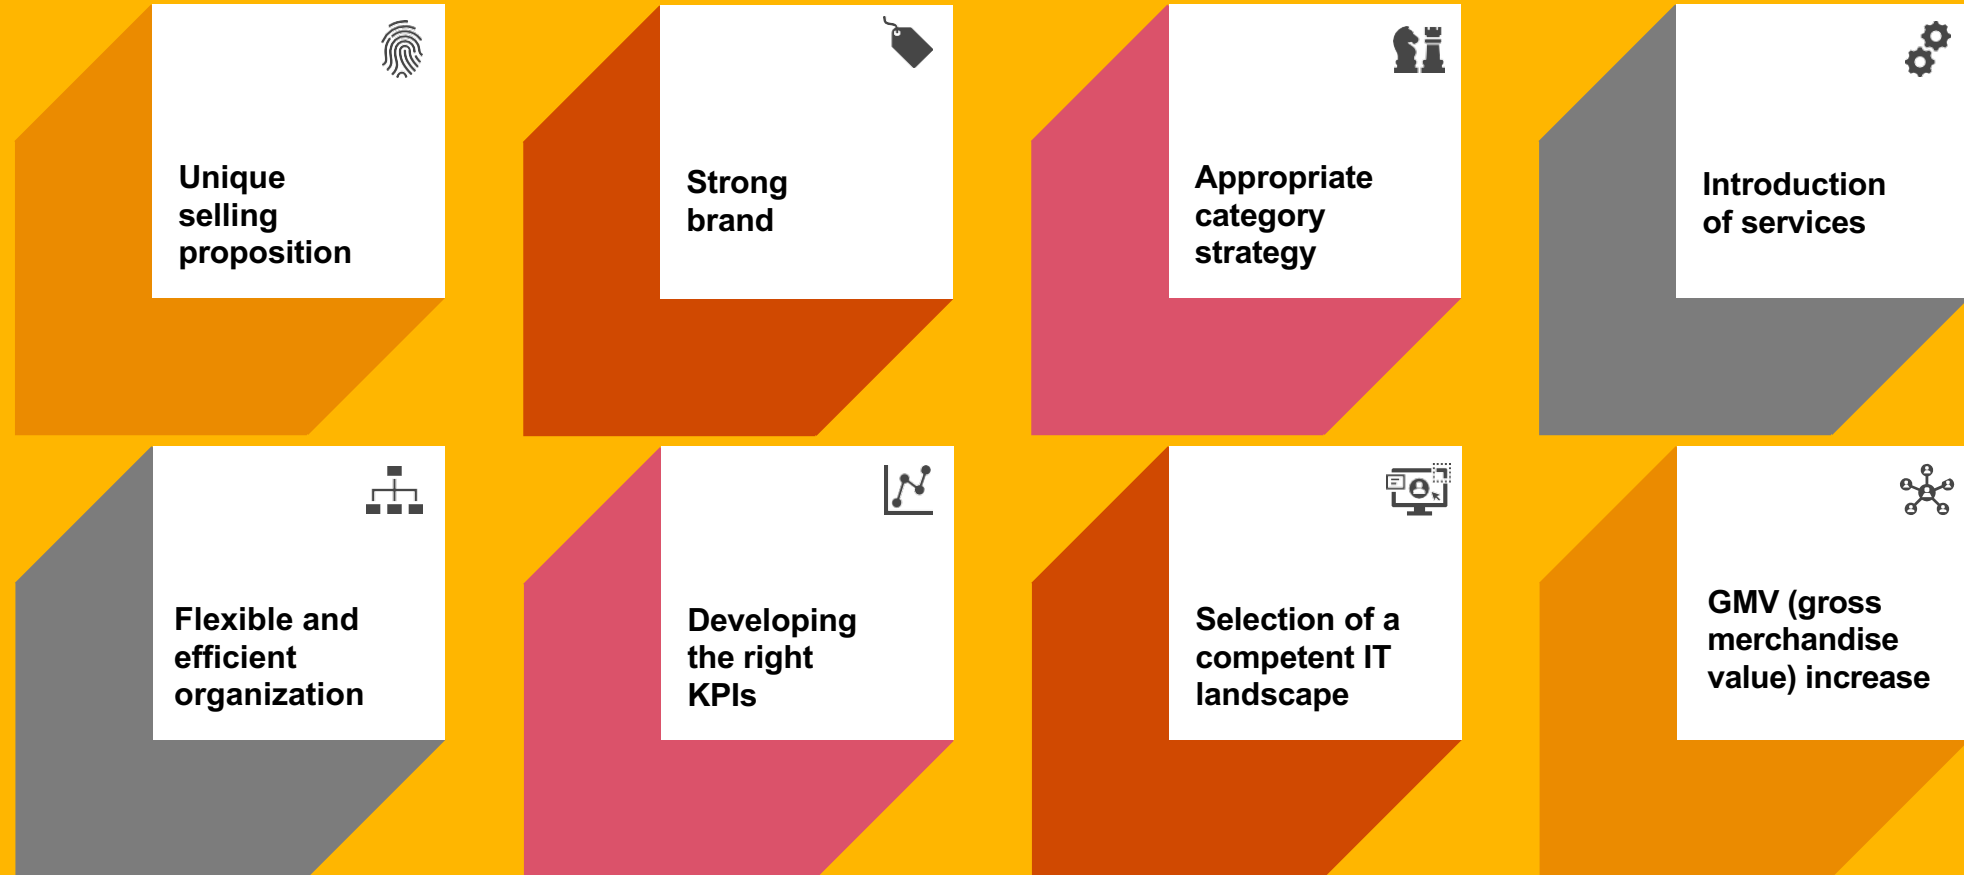 Unique
selling
proposition
Strong
brand
Appropriate
category
strategy
Introduction
of services
Flexible and
efficient
organization
Developing
the right
KPIs
Selection of a
competent IT
landscape
GMV (gross
merchandise
value) increase